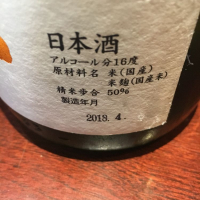 日本酒
アルコール分16度
原材料名 米(国産)
米麹(国産米)
精米歩合 50%
製造年月
2018.4.